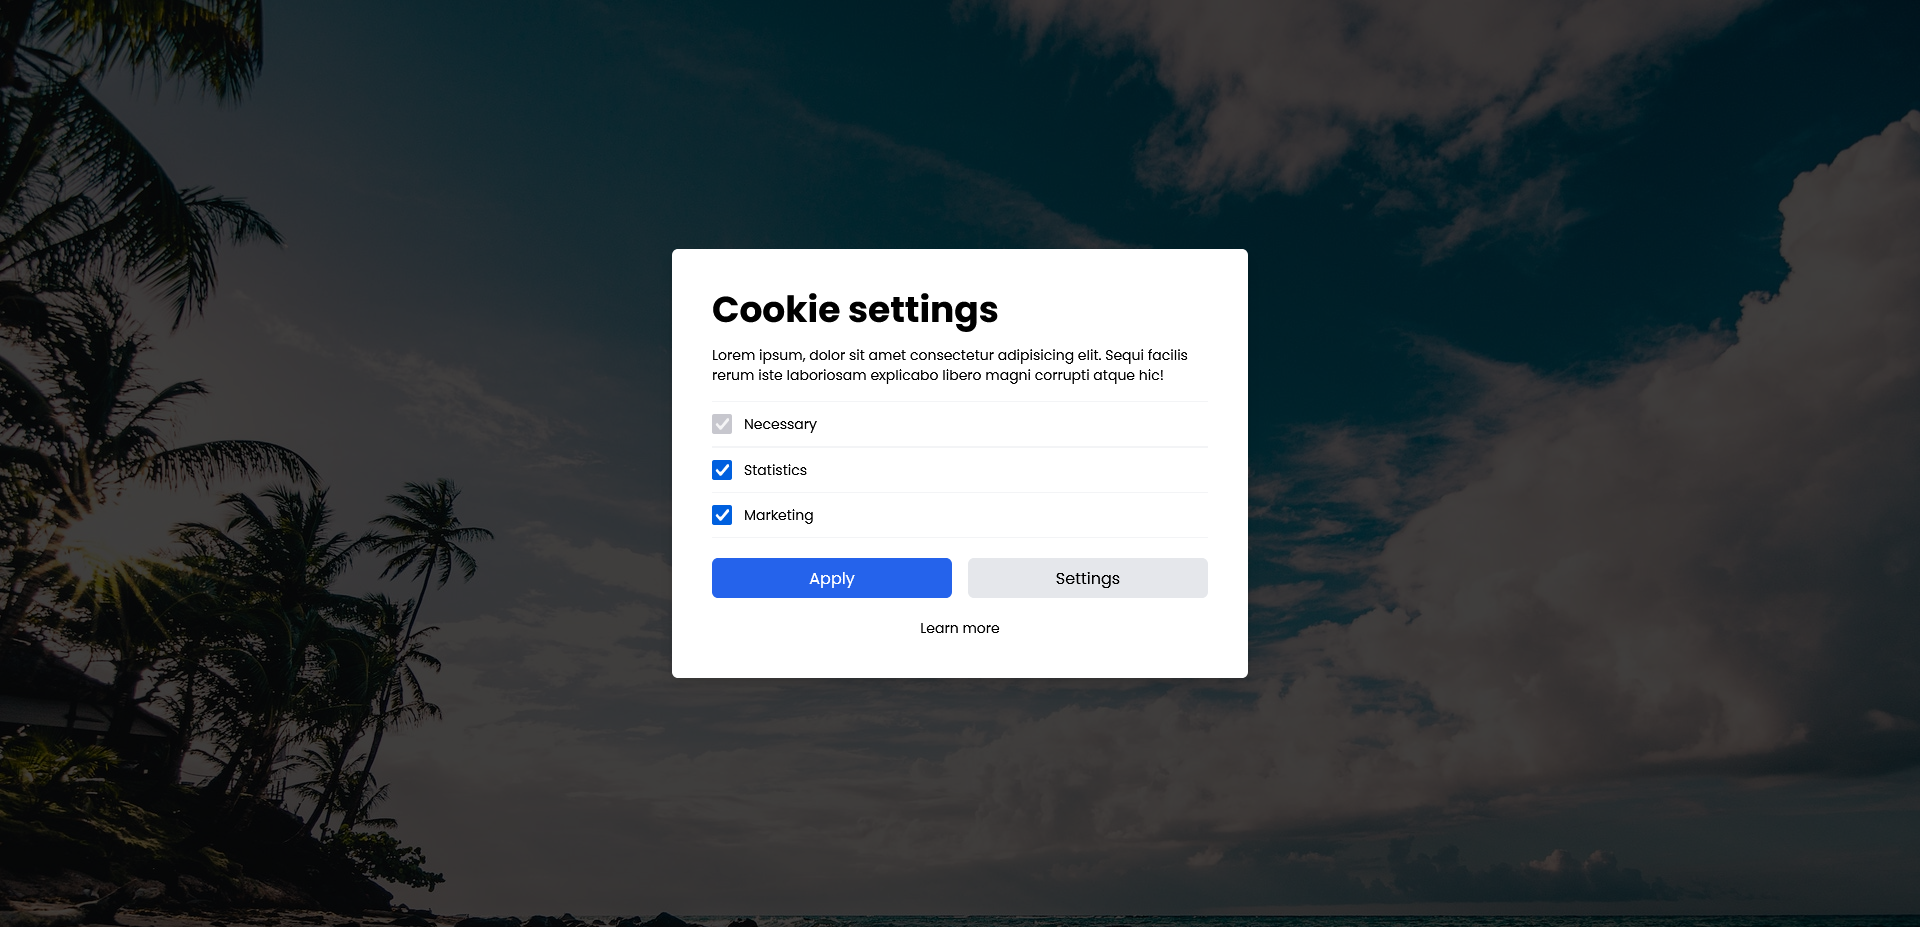 Cookie settings
Lorem ipsum, dolor sit amet consectetur adipisicing elit. Sequi facilis
rerum iste laboriosam explicabo libero magni corrupti atque hic!
Necessary
Statistics
Marketing
Apply
Settings
Learn more